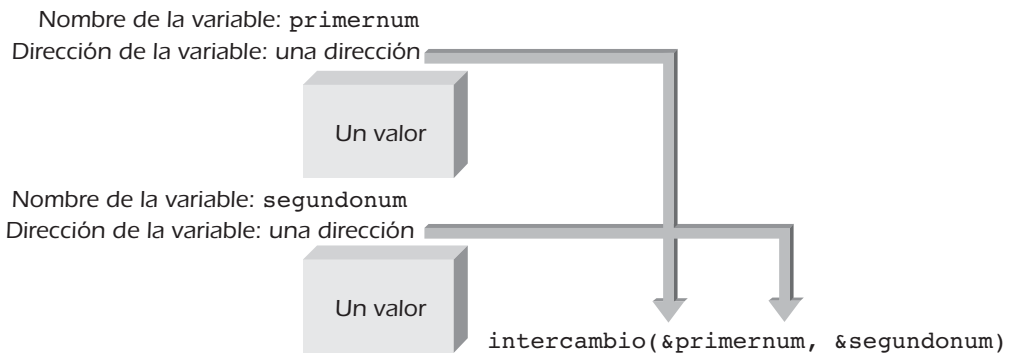 Nombre de la variable: primernum
Dirección de la variable: una dirección
Un valor
Nombre de la variable: segundonum
Dirección de la variable: una dirección
Un valor
intercambio(&primernum, &segundonum)